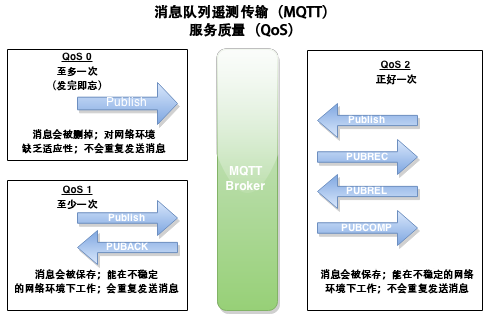 消息队列遥测传输（MQTT）
服务质量（QoS）
QoS 0
至多一次
（发完即忘）
Publish
消息会被删掉；对网络环境
缺乏适应性；不会重复发送消息
QoS 1
至少一次
Publish
PUBACK
消息会被保存；能在不稳定
的网络环境下工作；会重复发送消息
MQTT
Broker
QoS 2
正好一次
Publish
PUBREC
PUBREL
PUBCOMP
消息会被保存；能在不稳定的网络
环境下工作；不会重复发送消息